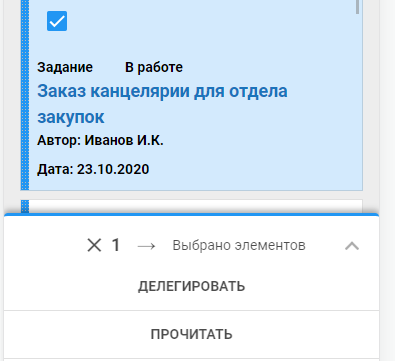 Задание В работе
Заказ канцелярии для отдела
закупок
Автор: Иванов И.К.
Дата: 23.10.2020
1 → Выбрано элементов
ДЕЛЕГИРОВАТЬ
ПРОЧИТАТЬ